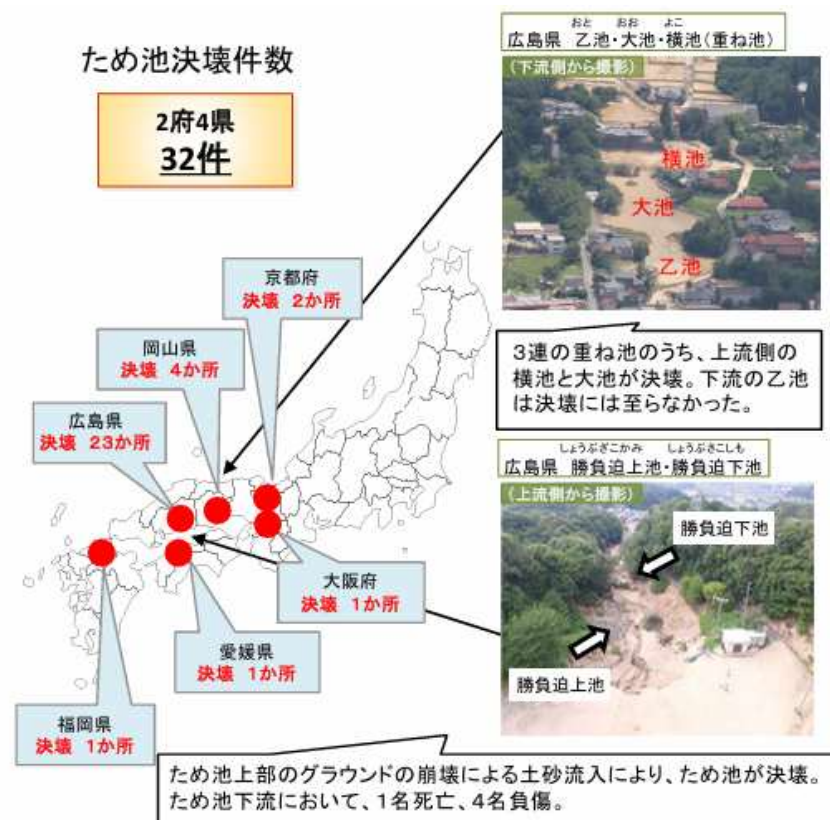 ため池決壊件数
2府4県
32件
京都府
決壊 2か所
岡山県
決壊 4か所
広島県
決壊 23か所
大阪府
決壊 1か所
愛媛県
決壊 1か所
福岡県
決壊 1か所
おと おお よこ
広島県 乙池・大池・横池(重ね池)
(下流側から撮影)
横池
大池
乙池
3連の重ね池のうち、上流側の
横池と大池が決壊。下流の乙池
は決壊には至らなかった。
しょうぶざこかみ しょうぶさこしも
広島県 勝負迫上池・勝負迫下池
(上流側から撮影)
勝負迫下池
勝負迫上池
ため池上部のグラウンドの崩壊による土砂流入により、ため池が決壊。
ため池下流において、1名死亡、4名負傷。